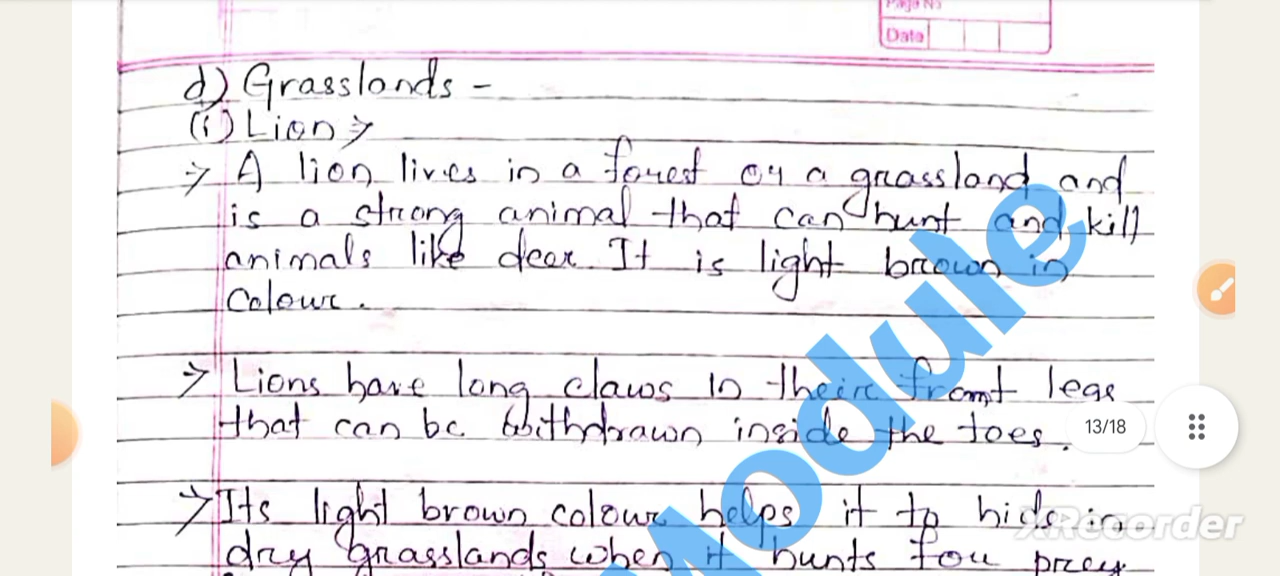 Page No
Date
d) Grasslands -
(i) Lion →
→ A lion lives in a forest or a grassland and
is a strong animal that can hunt and kill
animals like deer. It is light brown in
Colour.
→ Lions have long claws in their front legs
that can be withdrawn inside the toes.
13/18
→ Its light brown colour helps it to hide in
dry grasslands when it hunts for prey
Module
XRecorder